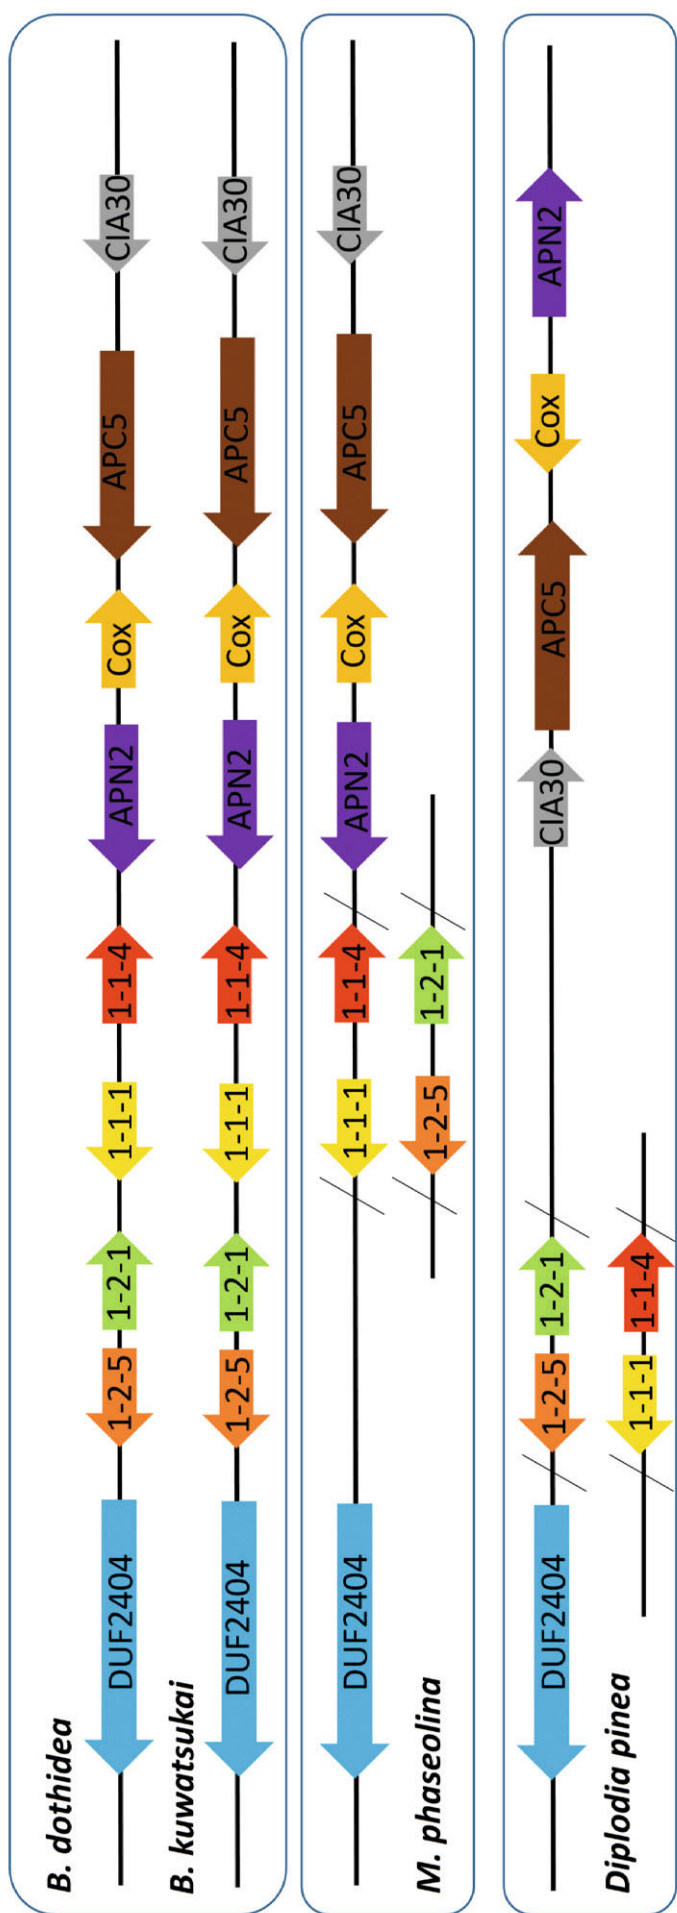 B. dothidea
DUF2404 1-2-5 1-2-1 1-1-1 1-1-4 APN2 Cox APC5 CIA30
B. kuwatsukai
DUF2404 1-2-5 1-2-1 1-1-1 1-1-4 APN2 Cox APC5 CIA30
DUF2404 1-1-1 1-1-4 APN2 Cox APC5 CIA30
M. phaseolina
1-2-5 1-2-1
DUF2404 1-2-5 1-2-1 CIA30 APC5 Cox APN2
Diplodia pinea
1-1-1 1-1-4